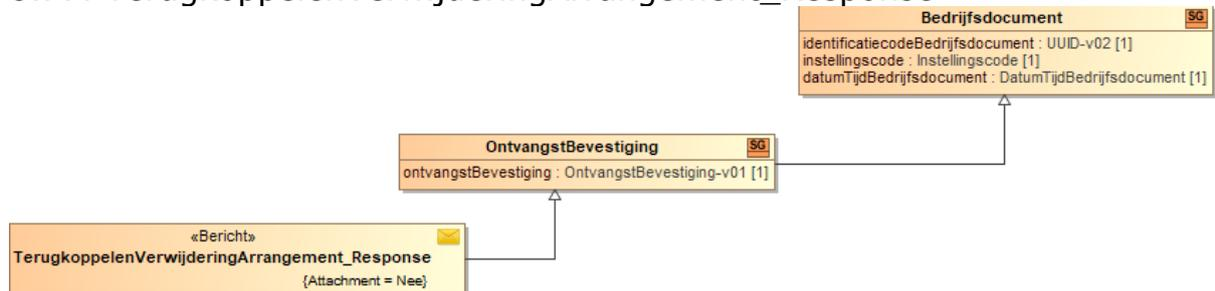 TerugkoppelenVerwijderingArrangement_Response
Bedrijfsdocument SG
identificatiecodeBedrijfsdocument : UUID-v02 [1]
instellingscode : Instellingscode [1]
datumTijdBedrijfsdocument : DatumTijdBedrijfsdocument [1]
OntvangstBevestiging SG
ontvangstBevestiging : OntvangstBevestiging-v01 [1]
«Bericht»
TerugkoppelenVerwijderingArrangement_Response
{Attachment = Nee}